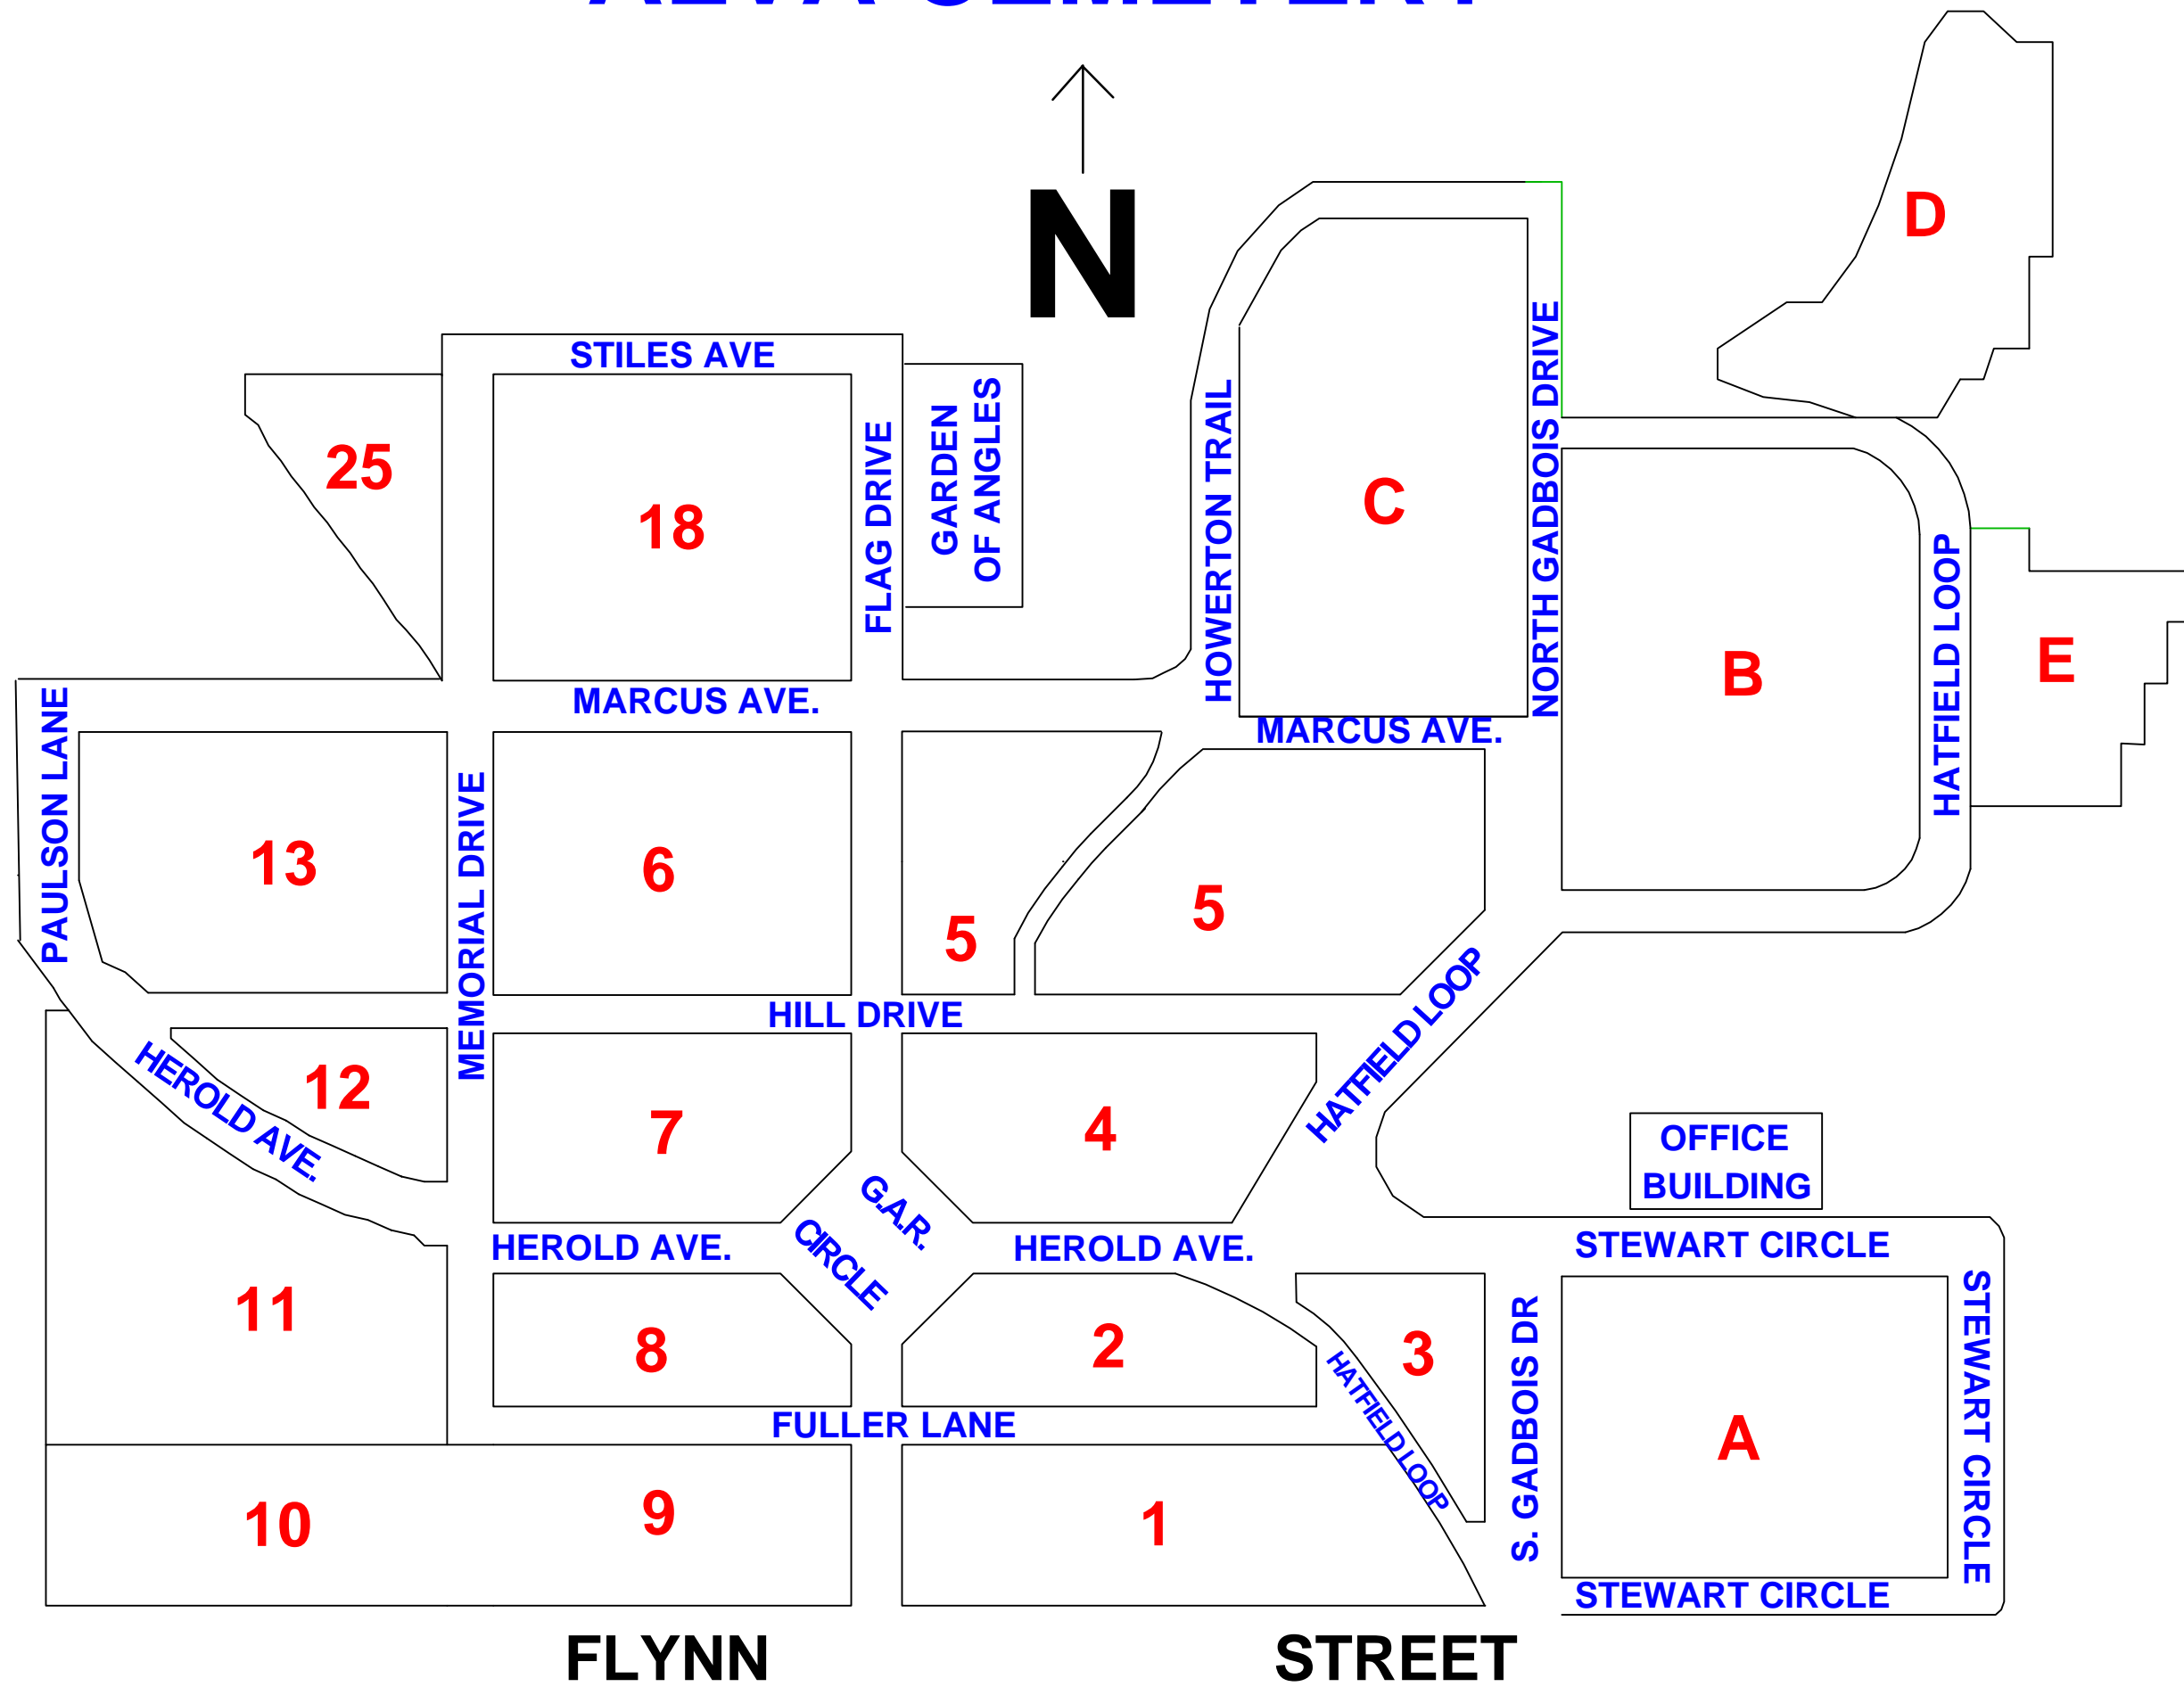 ALVA CEMETERY
N
D
STILES AVE
25
18
FLAG DRIVE
GARDEN
OF ANGLES
HOWERTON TRAIL
C
NORTH GADBOIS DRIVE
B
HATFIELD LOOP
E
MARCUS AVE.
MARCUS AVE.
PAULSON LANE
13
MEMORIAL DRIVE
6
5
5
HILL DRIVE
HATFIELD LOOP
HEROLD AVE.
12
7
4
G.A.R.
CIRCLE
OFFICE
BUILDING
HEROLD AVE.
HEROLD AVE.
STEWART CIRCLE
11
8
2
HATFIELD LOOP
3
S. GADBOIS DR
A
STEWART CIRCLE
FULLER LANE
10
9
1
STEWART CIRCLE
FLYNN STREET